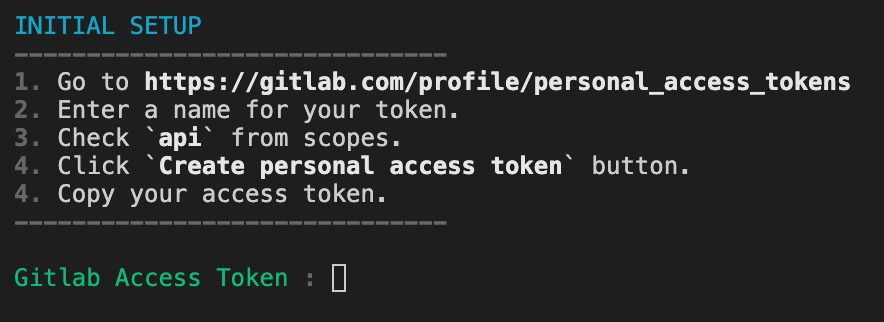 INITIAL SETUP
------------------------------
1. Go to https://gitlab.com/profile/personal_access_tokens
2. Enter a name for your token.
3. Check `api` from scopes.
4. Click `Create personal access token` button.
4. Copy your access token.
------------------------------
Gitlab Access Token :